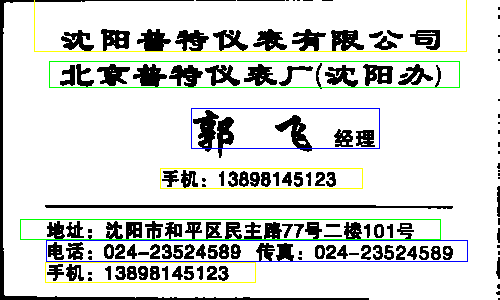 沈阳普特仪表有限公司
北京普特仪表厂(沈阳办)
郭 飞 经理
手机：13898145123
地址：沈阳市和平区民主路77号二楼101号
电话：024-23524589 传真：024-23524589
手机：13898145123